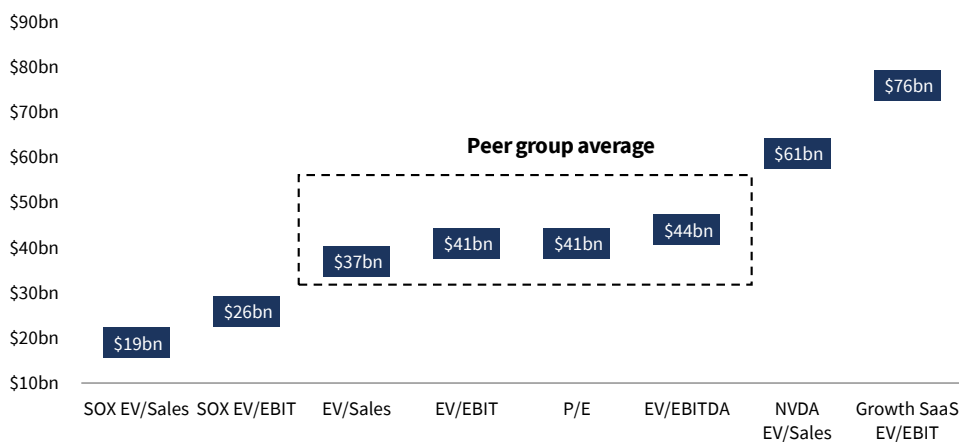 $90bn
$80bn
$70bn
$60bn
$50bn
$40bn
$30bn
$20bn
$10bn
Peer group average
$19bn
$26bn
$37bn
$41bn
$41bn
$44bn
$61bn
$76bn
SOX EV/Sales
SOX EV/EBIT
EV/Sales
EV/EBIT
P/E
EV/EBITDA
NVDA
EV/Sales
Growth SaaS
EV/EBIT